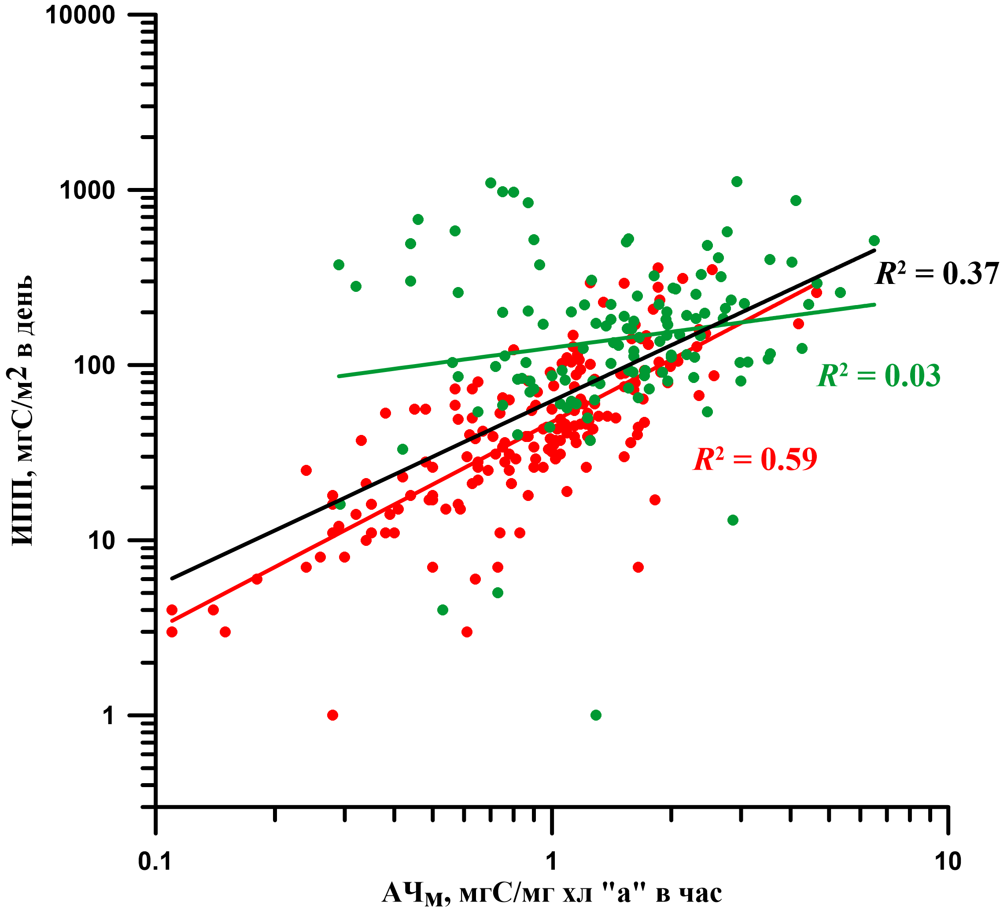 10000
1000
100
10
1
ИПП, мгС/м2 в день
R² = 0.37
R² = 0.03
R² = 0.59
0.1
1
10
АЧм, мгС/мг хл "а" в час